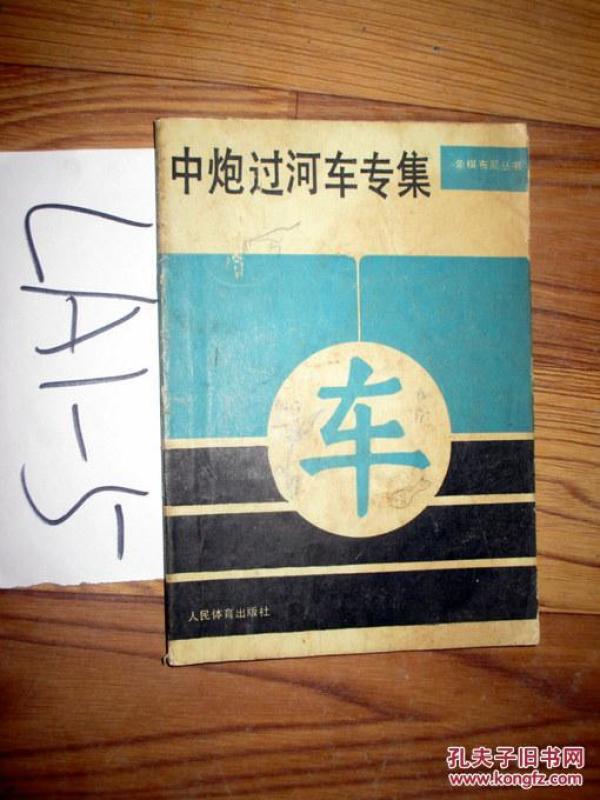 中炮过河车专集
象棋布局丛书
车
人民体育出版社
LA1-5
孔夫子旧书网
www.kongfz.com